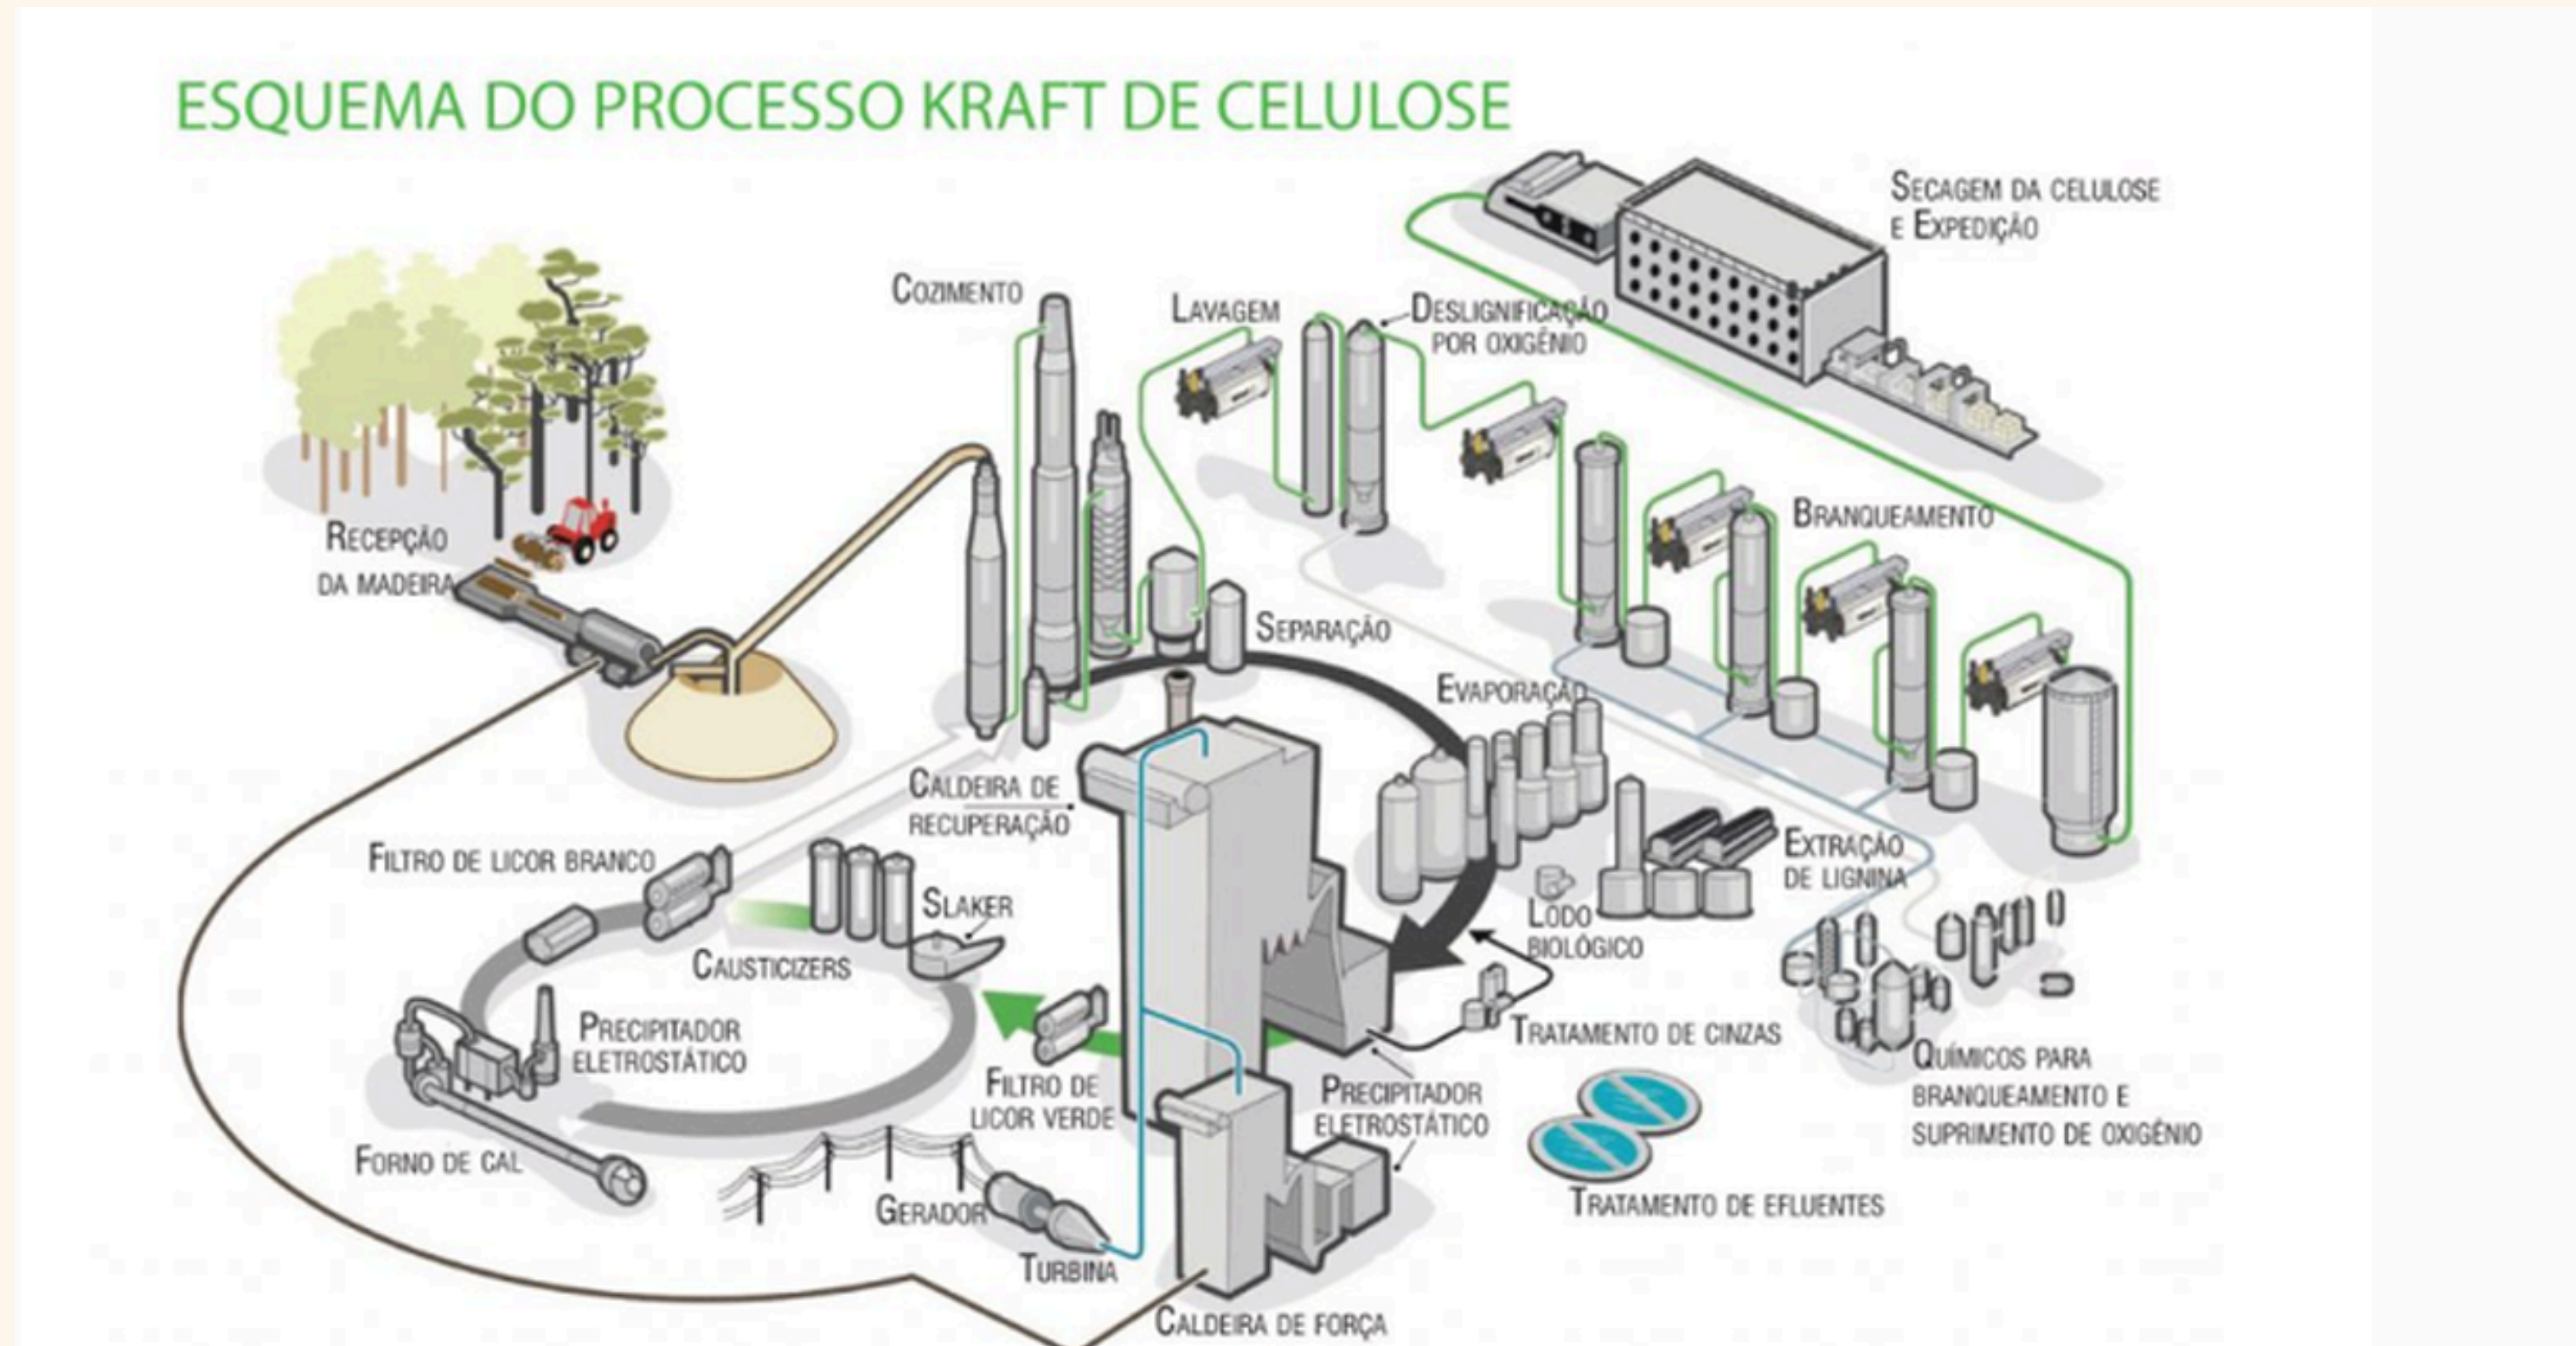 ESQUEMA DO PROCESSO KRAFT DE CELULOSE
SECAGEM DA CELULOSE
E EXPEDIÇÃO
COZIMENTO
LAVAGEM
DESLIGNIFICAÇÃO
POR OXIGÊNIO
RECEPÇÃO
DA MADEIRA
BRANQUEAMENTO
SEPARAÇÃO
EVAPORAÇÃO
CALDEIRA DE
RECUPERAÇÃO
FILTRO DE LICOR BRANCO
EXTRAÇÃO
DE LIGNINA
SLAKER
LODO
BIOLÓGICO
CAUSTICIZERS
PRECIPITADOR
ELETROSTÁTICO
TRATAMENTO DE CINZAS
QUÍMICOS PARA
BRANQUEAMENTO E
SUPRIMENTO DE OXIGÊNIO
FILTRO DE
LICOR VERDE
PRECIPITADOR
ELETROSTÁTICO
FORNO DE CAL
GERADOR
TRATAMENTO DE EFLUENTES
TURBINA
CALDEIRA DE FORÇA